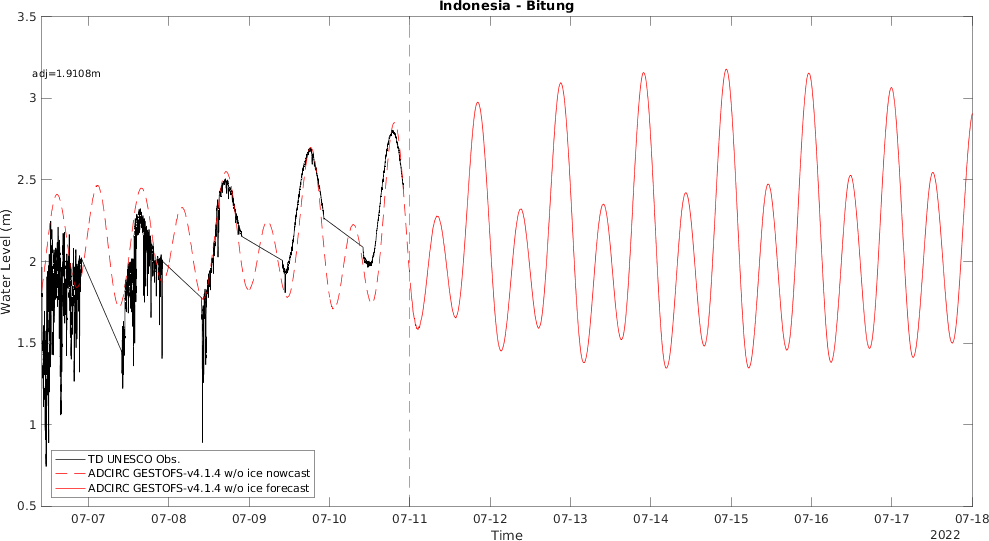 Indonesia - Bitung
3.5
adj=1.9108m
3
2.5
2
1.5
1
0.5
Water Level (m)
TD UNESCO Obs.
ADCIRC GESTOFS-v4.1.4 w/o ice nowcast
ADCIRC GESTOFS-v4.1.4 w/o ice forecast
07-07 07-08 07-09 07-10 07-11 07-12 07-13 07-14 07-15 07-16 07-17 07-18
Time
2022